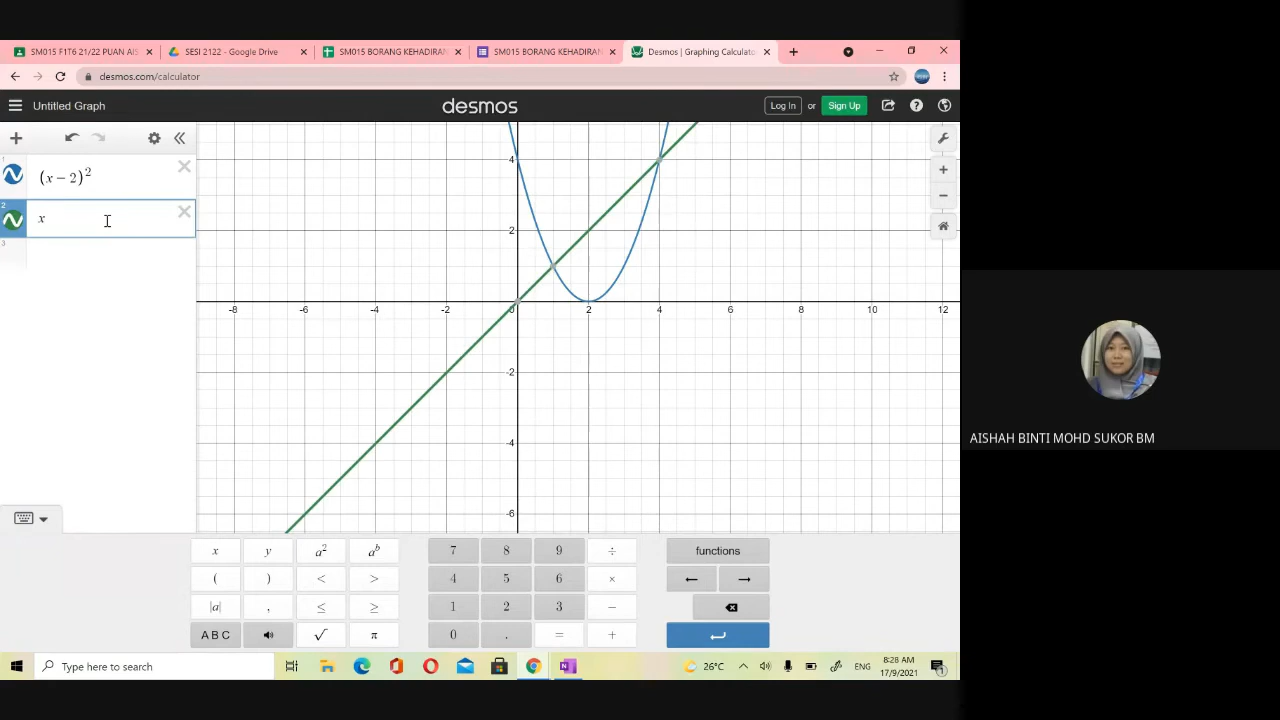 SM015 F1T6 21/22 PUAN AIS
SESI 2122 - Google Drive
SM015 BORANG KEHADIRAN
SM015 BORANG KEHADIRAN
Desmos | Graphing Calculato
desmos.com/calculator
Untitled Graph
desmos
Log In or Sign Up
1
(x − 2)²
2
x
3
4
2
-8 -6 -4 -2 0 2 4 6 8 10 12
-2
-4
-6
x y a² aᵇ 7 8 9 ÷ functions
( ) < > 4 5 6 × ← →
|a| , ≤ ≥ 1 2 3 −
A B C √ π 0 . = +
Type here to search
26°C
ENG
8:28 AM
17/9/2021
1
AISHAH BINTI MOHD SUKOR BM